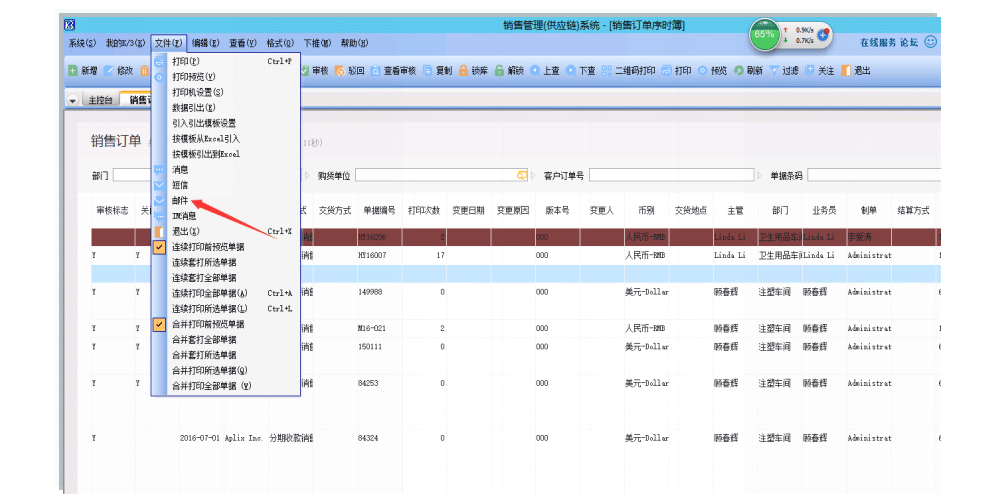 销售管理(供应链)系统 - [销售订单序时簿]
65% 0.9K/s
0.7K/s
系统(S) 我的K/3(X) 文件(F) 编辑(E) 查看(V) 格式(O) 下推(W) 帮助(H) 在线服务 论坛
新增 修改 审核 驳回 查看审核 复制 锁库 解锁 上查 下查 二维码打印 打印 预览 刷新 过滤 关注 退出
主控台 销售
销售订单 11秒)
部门 购货单位 客户订单号 单据条码
打印(P) Ctrl+P
打印预览(V)
打印机设置(S)
数据引出(E)
引入引出模板设置
按模板从Excel引入
按模板引出到Excel
消息
短信
邮件
IM消息
退出(X) Ctrl+X
连续打印前预览单据
连续套打所选单据
连续套打全部单据
连续打印全部单据(A) Ctrl+A
连续打印所选单据(L) Ctrl+L
合并打印前预览单据
合并套打全部单据
合并套打所选单据
合并打印所选单据(Q)
合并打印全部单据(W)
审核标志 关 式 交货方式 单据编号 打印次数 变更日期 变更原因 版本号 变更人 币别 交货地点 主管 部门 业务员 制单 结算方式
HY16206 2 000 人民币-RMB Linda Li 卫生用品车间 Linda Li 李爱涛
Y Y 销售 HY16007 17 000 人民币-RMB Linda Li 卫生用品车间 Linda Li Administrat
Y Y 销售 149988 0 000 美元-Dollar 顾春辉 注塑车间 顾春辉 Administrat
Y Y 销售 M16-021 2 000 人民币-RMB 顾春辉 注塑车间 顾春辉 Administrat
Y Y 销售 150111 0 000 美元-Dollar 顾春辉 注塑车间 顾春辉 Administrat
Y Y 销售 84253 0 000 美元-Dollar 顾春辉 注塑车间 顾春辉 Administrat
Y 2016-07-01 Aplix Inc. 分期收款销售 84324 0 000 美元-Dollar 顾春辉 注塑车间 顾春辉 Administrat